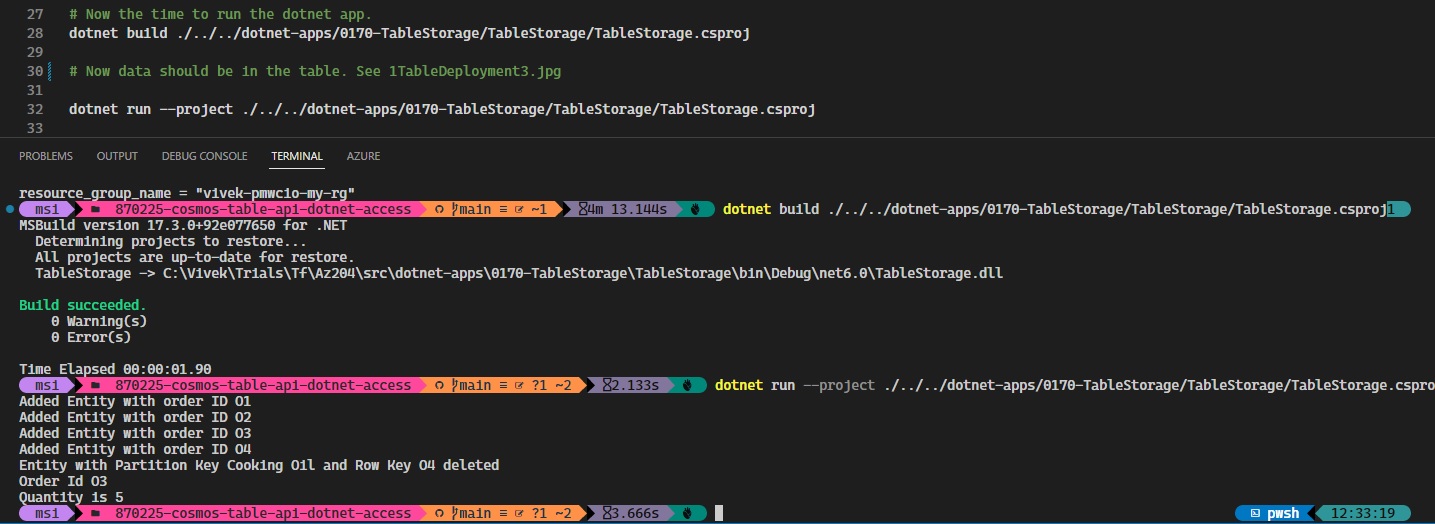 27 # Now the time to run the dotnet app.
28 dotnet build ./../../dotnet-apps/0170-TableStorage/TableStorage/TableStorage.csproj
29
30 # Now data should be in the table. See 1TableDeployment3.jpg
31
32 dotnet run --project ./../../dotnet-apps/0170-TableStorage/TableStorage/TableStorage.csproj
33
PROBLEMS OUTPUT DEBUG CONSOLE TERMINAL AZURE
resource_group_name = "vivek-pmwcio-my-rg"
msi 870225-cosmos-table-api-dotnet-access main ≡ ~1 4m 13.144s dotnet build ./../../dotnet-apps/0170-TableStorage/TableStorage/TableStorage.csproj1
MSBuild version 17.3.0+92e077650 for .NET
Determining projects to restore...
All projects are up-to-date for restore.
TableStorage -> C:\Vivek\Trials\Tf\Az204\src\dotnet-apps\0170-TableStorage\TableStorage\bin\Debug\net6.0\TableStorage.dll
Build succeeded.
0 Warning(s)
0 Error(s)
Time Elapsed 00:00:01.90
msi 870225-cosmos-table-api-dotnet-access main ≡ ?1 ~2 2.133s dotnet run --project ./../../dotnet-apps/0170-TableStorage/TableStorage/TableStorage.cspro
Added Entity with order ID O1
Added Entity with order ID O2
Added Entity with order ID O3
Added Entity with order ID O4
Entity with Partition Key Cooking Oil and Row Key O4 deleted
Order Id O3
Quantity is 5
msi 870225-cosmos-table-api-dotnet-access main ≡ ?1 ~2 3.666s pwsh 12:33:19